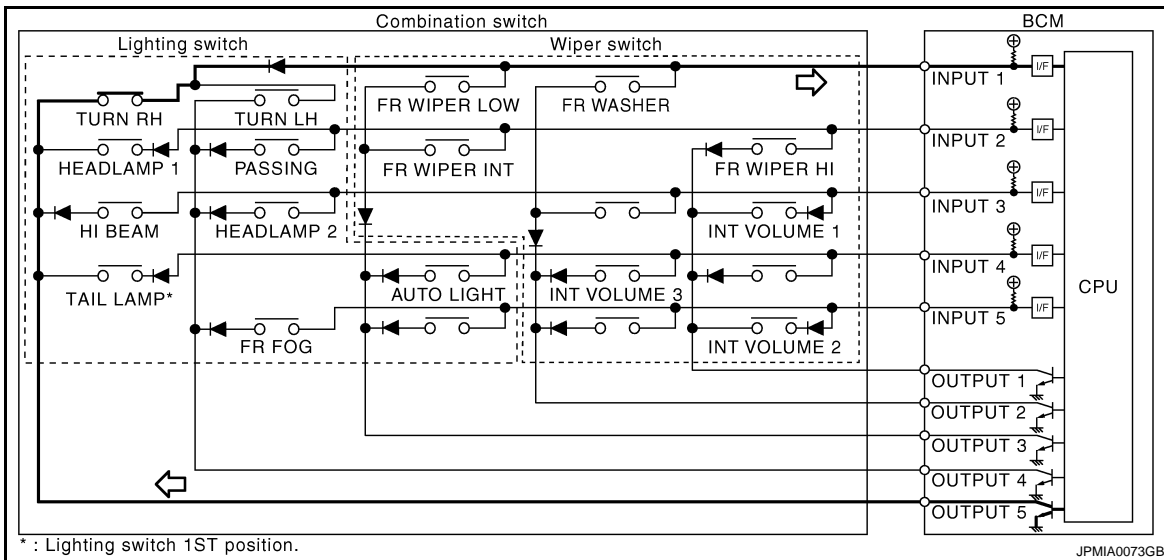 Combination switch
BCM
Lighting switch
Wiper switch
INPUT 1
I/F
TURN RH
TURN LH
FR WIPER LOW
FR WASHER
INPUT 2
I/F
HEADLAMP 1
PASSING
FR WIPER INT
FR WIPER HI
INPUT 3
I/F
HI BEAM
HEADLAMP 2
INT VOLUME 1
INPUT 4
I/F
TAIL LAMP*
AUTO LIGHT
INT VOLUME 3
CPU
INPUT 5
I/F
FR FOG
INT VOLUME 2
OUTPUT 1
OUTPUT 2
OUTPUT 3
OUTPUT 4
OUTPUT 5
* : Lighting switch 1ST position.
JPMIA0073GB